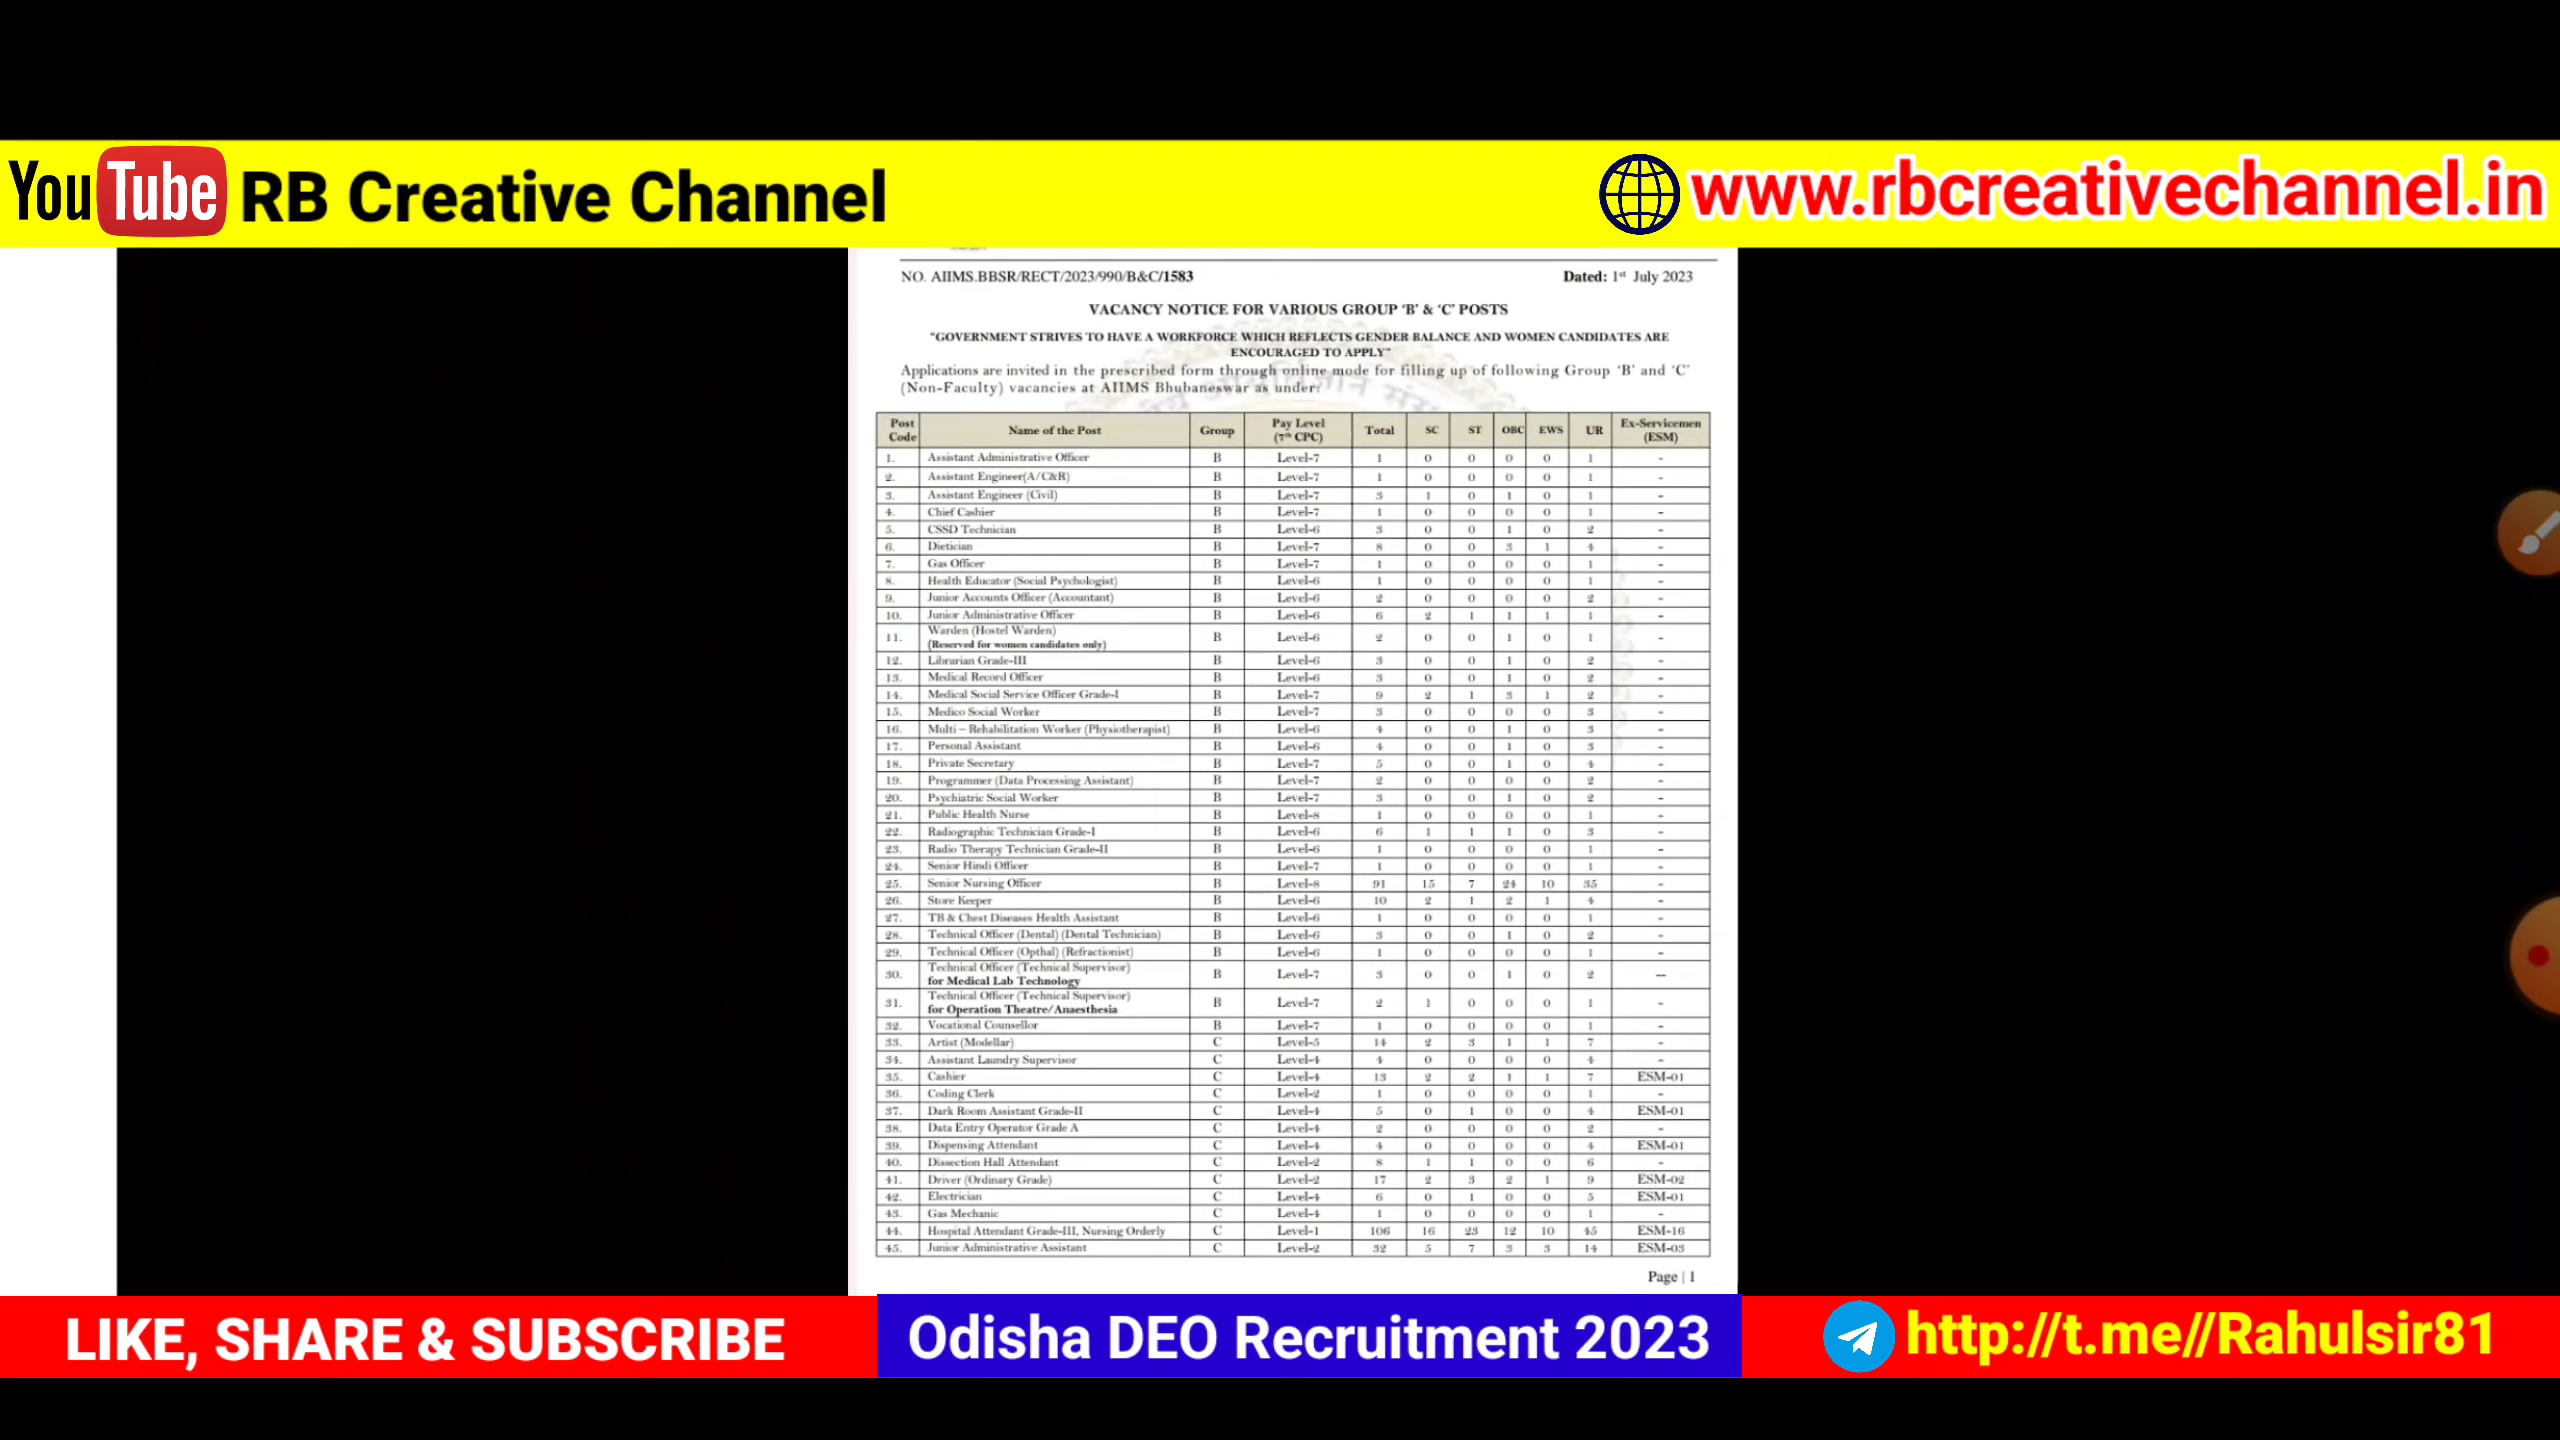 YouTube RB Creative Channel
www.rbcreativechannel.in
NO. AIIMS.BBSR/RECT/2023/990/B&C/1583 Dated: 1st July 2023
VACANCY NOTICE FOR VARIOUS GROUP 'B' & 'C' POSTS
"GOVERNMENT STRIVES TO HAVE A WORKFORCE WHICH REFLECTS GENDER BALANCE AND WOMEN CANDIDATES ARE
ENCOURAGED TO APPLY"
Applications are invited in the prescribed form through online mode for filling up of following Group 'B' and 'C'
(Non-Faculty) vacancies at AIIMS Bhubaneswar as under:
Post Code Name of the Post Group Pay Level (7th CPC) Total SC ST OBC EWS UR Ex-Servicemen (ESM)
1. Assistant Administrative Officer B Level-7 1 0 0 0 0 1 -
2. Assistant Engineer(A/C&R) B Level-7 1 0 0 0 0 1 -
3. Assistant Engineer (Civil) B Level-7 3 1 0 1 0 1 -
4. Chief Cashier B Level-7 1 0 0 0 0 1 -
5. CSSD Technician B Level-6 3 0 0 1 0 2 -
6. Dietician B Level-7 8 0 0 3 1 4 -
7. Gas Officer B Level-7 1 0 0 0 0 1 -
8. Health Educator (Social Psychologist) B Level-6 1 0 0 0 0 1 -
9. Junior Accounts Officer (Accountant) B Level-6 2 0 0 0 0 2 -
10. Junior Administrative Officer B Level-6 6 2 1 1 1 1 -
11. Warden (Hostel Warden) (Reserved for women candidates only) B Level-6 2 0 0 1 0 1 -
12. Librarian Grade-III B Level-6 3 0 0 1 0 2 -
13. Medical Record Officer B Level-6 3 0 0 1 0 2 -
14. Medical Social Service Officer Grade-I B Level-7 9 2 1 3 1 2 -
15. Medico Social Worker B Level-7 3 0 0 0 0 3 -
16. Multi – Rehabilitation Worker (Physiotherapist) B Level-6 4 0 0 1 0 3 -
17. Personal Assistant B Level-6 4 0 0 1 0 3 -
18. Private Secretary B Level-7 5 0 0 1 0 4 -
19. Programmer (Data Processing Assistant) B Level-7 2 0 0 0 0 2 -
20. Psychiatric Social Worker B Level-7 3 0 0 1 0 2 -
21. Public Health Nurse B Level-8 1 0 0 0 0 1 -
22. Radiographic Technician Grade-I B Level-6 6 1 1 1 0 3 -
23. Radio Therapy Technician Grade-II B Level-6 1 0 0 0 0 1 -
24. Senior Hindi Officer B Level-7 1 0 0 0 0 1 -
25. Senior Nursing Officer B Level-8 91 15 7 24 10 35 -
26. Store Keeper B Level-6 10 2 1 2 1 4 -
27. TB & Chest Diseases Health Assistant B Level-6 1 0 0 0 0 1 -
28. Technical Officer (Dental) (Dental Technician) B Level-6 3 0 0 1 0 2 -
29. Technical Officer (Opthal) (Refractionist) B Level-6 1 0 0 0 0 1 -
30. Technical Officer (Technical Supervisor) for Medical Lab Technology B Level-7 3 0 0 1 0 2 --
31. Technical Officer (Technical Supervisor) for Operation Theatre/Anaesthesia B Level-7 2 1 0 0 0 1 -
32. Vocational Counsellor B Level-7 1 0 0 0 0 1 -
33. Artist (Modellar) C Level-5 14 2 3 1 1 7 -
34. Assistant Laundry Supervisor C Level-4 4 0 0 0 0 4 -
35. Cashier C Level-4 13 2 2 1 1 7 ESM-01
36. Coding Clerk C Level-2 1 0 0 0 0 1 -
37. Dark Room Assistant Grade-II C Level-4 5 0 1 0 0 4 ESM-01
38. Data Entry Operator Grade A C Level-4 2 0 0 0 0 2 -
39. Dispensing Attendant C Level-4 4 0 0 0 0 4 ESM-01
40. Dissection Hall Attendant C Level-2 8 1 1 0 0 6 -
41. Driver (Ordinary Grade) C Level-2 17 2 3 2 1 9 ESM-02
42. Electrician C Level-4 6 0 1 0 0 5 ESM-01
43. Gas Mechanic C Level-4 1 0 0 0 0 1 -
44. Hospital Attendant Grade-III, Nursing Orderly C Level-1 106 16 23 12 10 45 ESM-16
45. Junior Administrative Assistant C Level-2 32 5 7 3 3 14 ESM-03
Page | 1
LIKE, SHARE & SUBSCRIBE
Odisha DEO Recruitment 2023
http://t.me//Rahulsir81